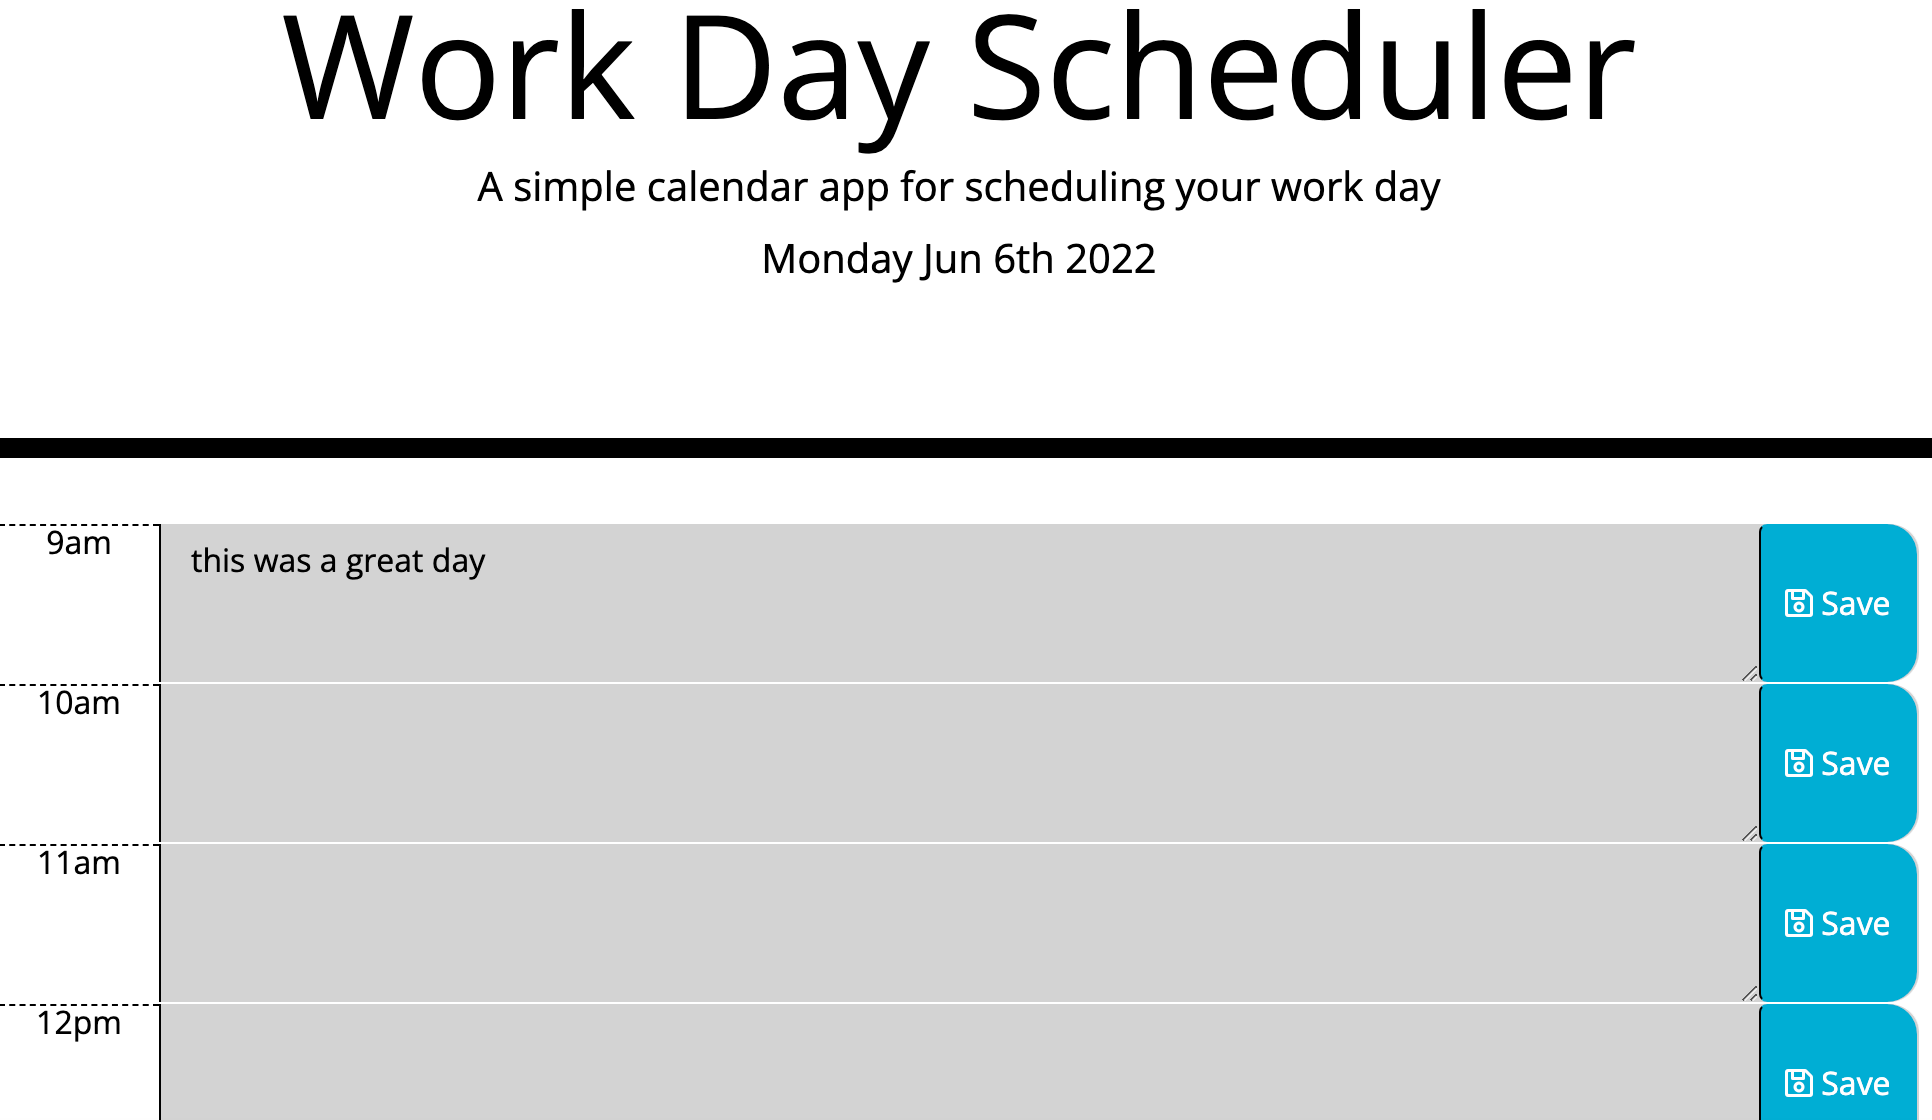 Work Day Scheduler
A simple calendar app for scheduling your work day
Monday Jun 6th 2022
9am
this was a great day
Save
10am
Save
11am
Save
12pm
Save